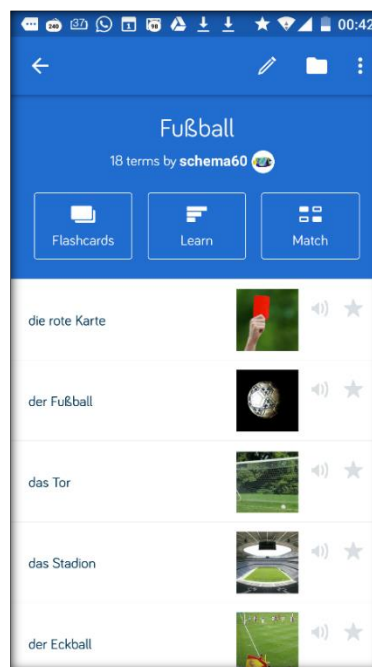 00:42
Fußball
18 terms by schema60
Flashcards
Learn
Match
die rote Karte
der Fußball
das Tor
das Stadion
der Eckball